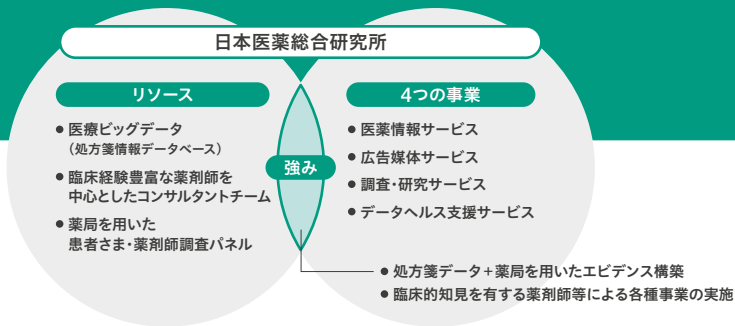 日本医薬総合研究所
リソース
● 医療ビッグデータ
（処方箋情報データベース）
● 臨床経験豊富な薬剤師を
中心としたコンサルタントチーム
● 薬局を用いた
患者さま・薬剤師調査パネル
強み
4つの事業
● 医薬情報サービス
● 広告媒体サービス
● 調査・研究サービス
● データヘルス支援サービス
● 処方箋データ＋薬局を用いたエビデンス構築
● 臨床的知見を有する薬剤師等による各種事業の実施